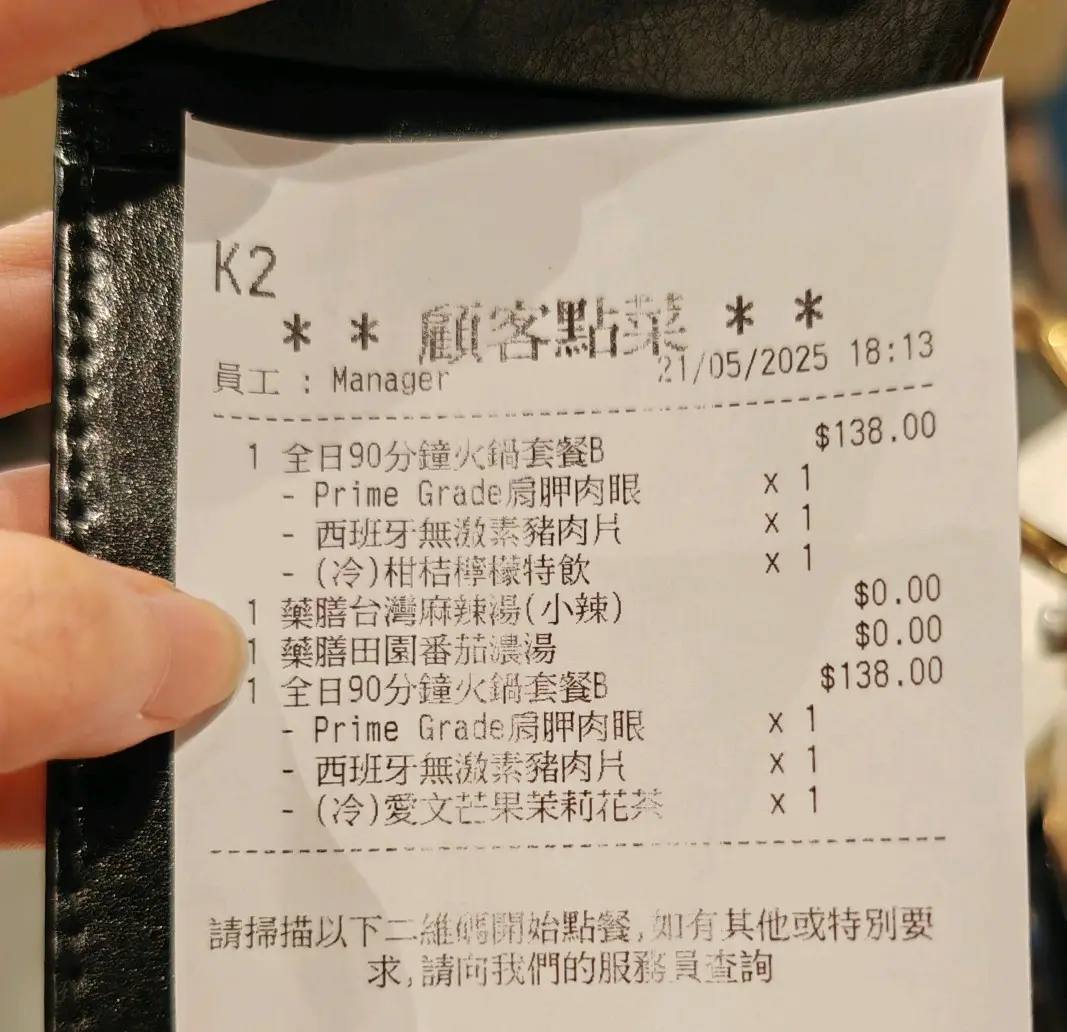 K2
* * 顧客點菜 * *
員工 : Manager 21/05/2025 18:13
1 全日90分鐘火鍋套餐B $138.00
- Prime Grade肩胛肉眼 x 1
- 西班牙無激素豬肉片 x 1
- (冷)柑桔檸檬特飲 x 1
1 藥膳台灣麻辣湯(小辣) $0.00
1 藥膳田園番茄濃湯 $0.00
1 全日90分鐘火鍋套餐B $138.00
- Prime Grade肩胛肉眼 x 1
- 西班牙無激素豬肉片 x 1
- (冷)愛文芒果茉莉花茶 x 1
請掃描以下二維碼開始點餐,如有其他或特別要
求,請向我們的服務員查詢